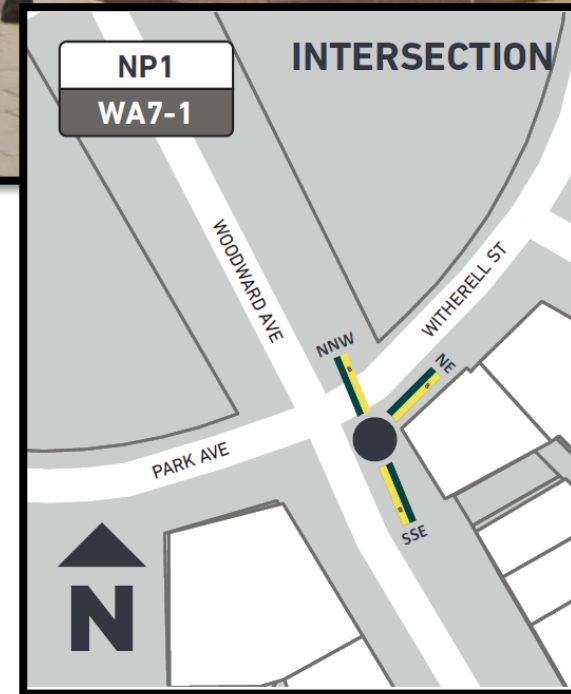 NP1
WA7-1
INTERSECTION
WOODWARD AVE
WITHERELL ST
NNW
NE
PARK AVE
SSE
N